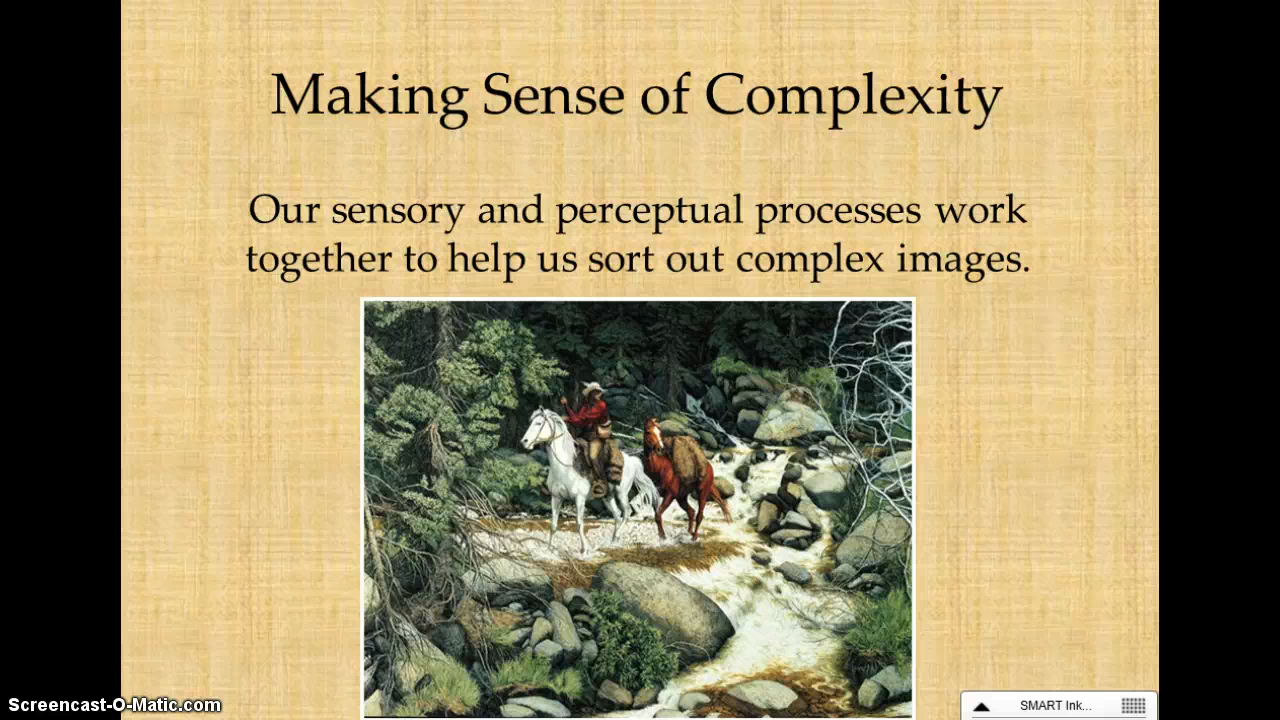 Making Sense of Complexity
Our sensory and perceptual processes work
together to help us sort out complex images.
Screencast-O-Matic.com
SMART Ink...